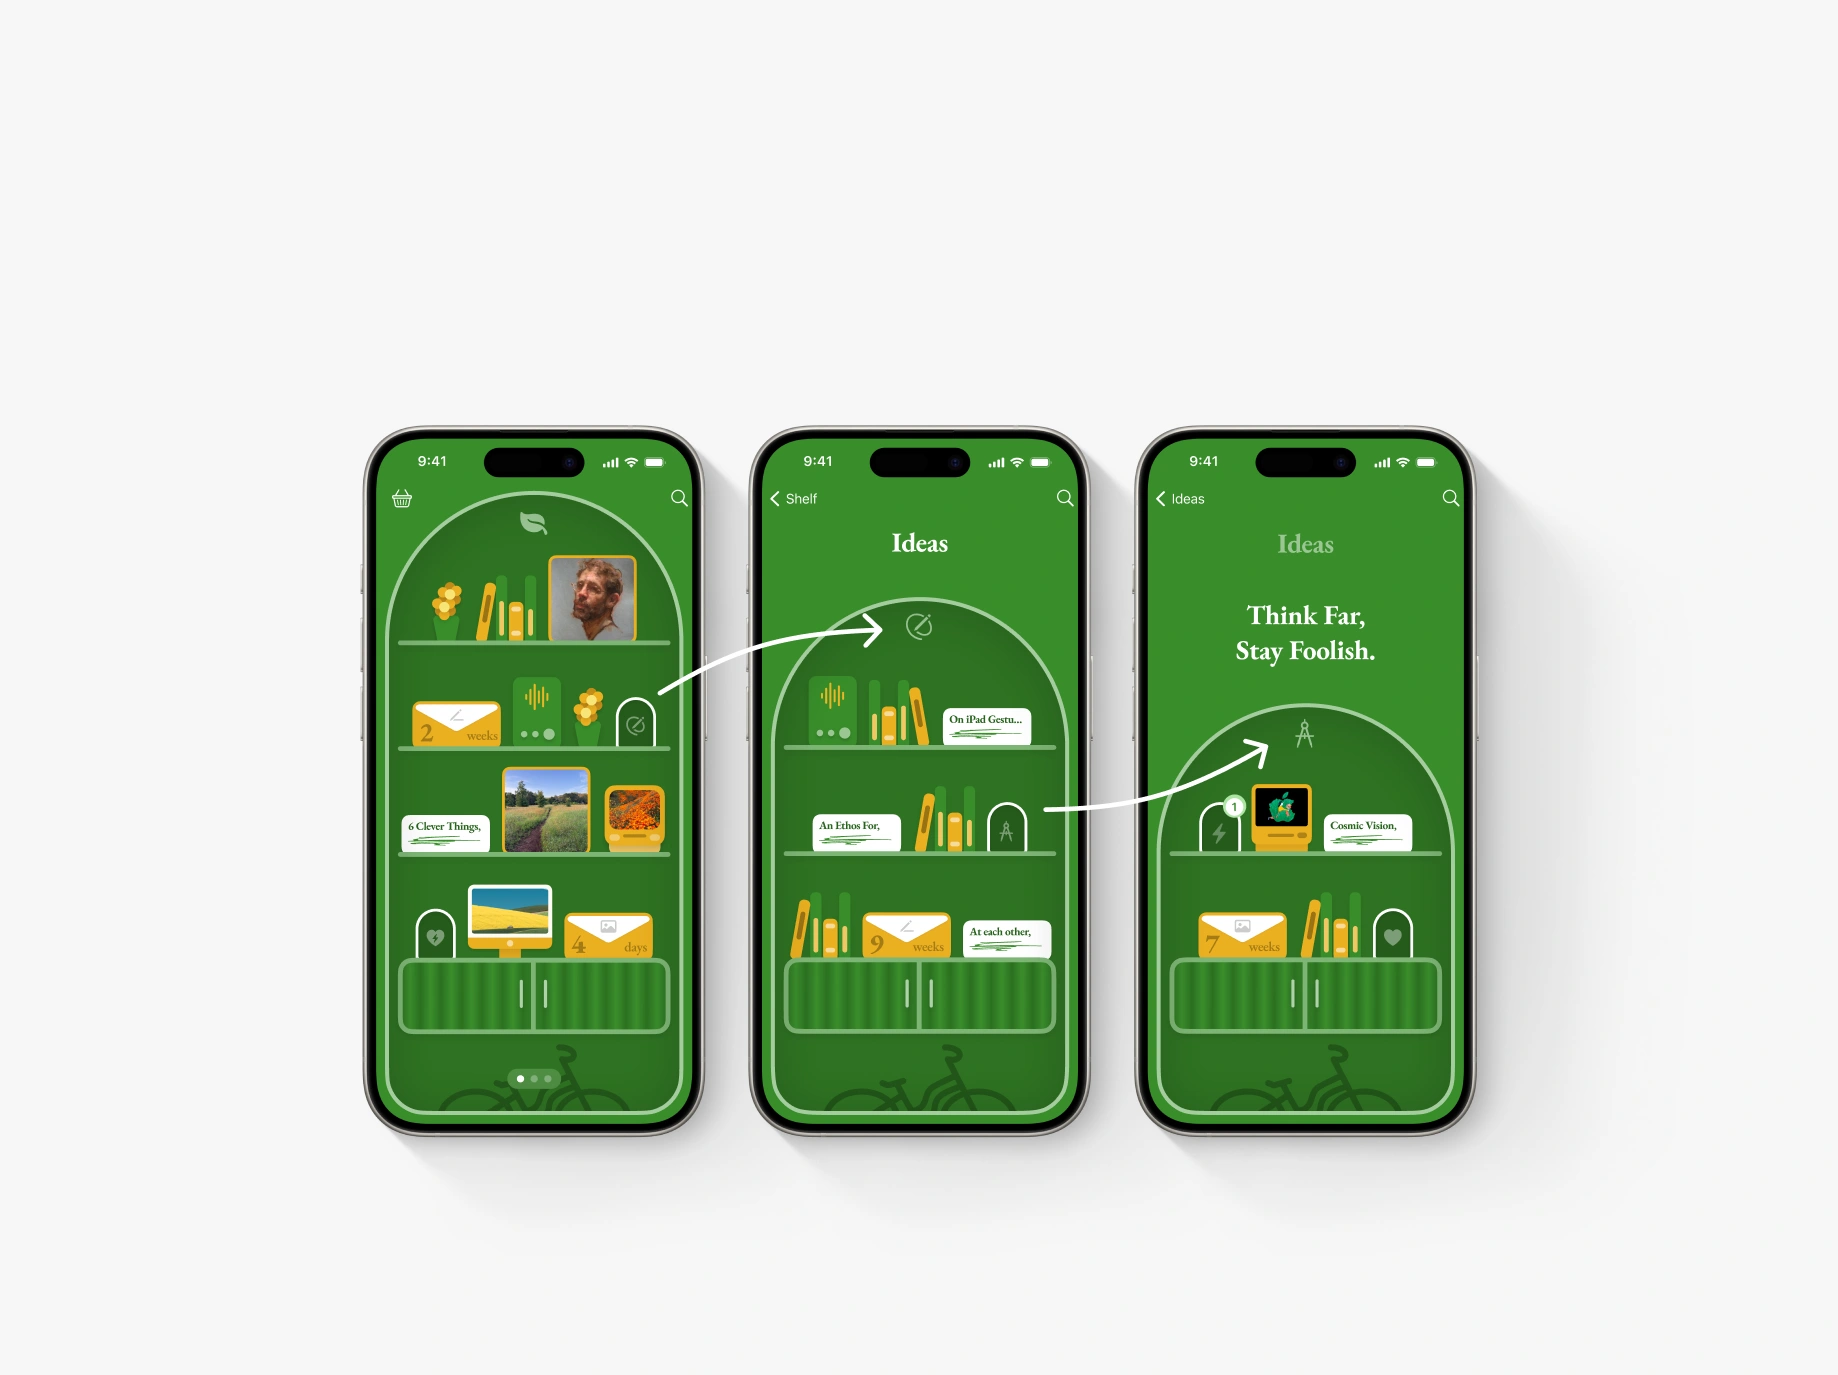 9:41
2
weeks
6 Clever Things,
4
days
9:41
Shelf
Ideas
On iPad Gestu...
An Ethos For,
9
weeks
At each other,
9:41
Ideas
Ideas
Think Far,
Stay Foolish.
1
Cosmic Vision,
7
weeks